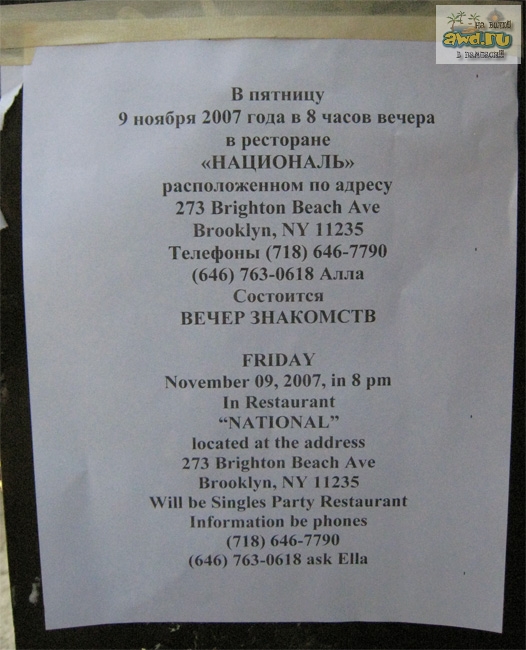 на волю
awd.ru
в пампасы!!!
В пятницу
9 ноября 2007 года в 8 часов вечера
в ресторане
«НАЦИОНАЛЬ»
расположенном по адресу
273 Brighton Beach Ave
Brooklyn, NY 11235
Телефоны (718) 646-7790
(646) 763-0618 Алла
Состоится
ВЕЧЕР ЗНАКОМСТВ
FRIDAY
November 09, 2007, in 8 pm
In Restaurant
“NATIONAL”
located at the address
273 Brighton Beach Ave
Brooklyn, NY 11235
Will be Singles Party Restaurant
Information be phones
(718) 646-7790
(646) 763-0618 ask Ella